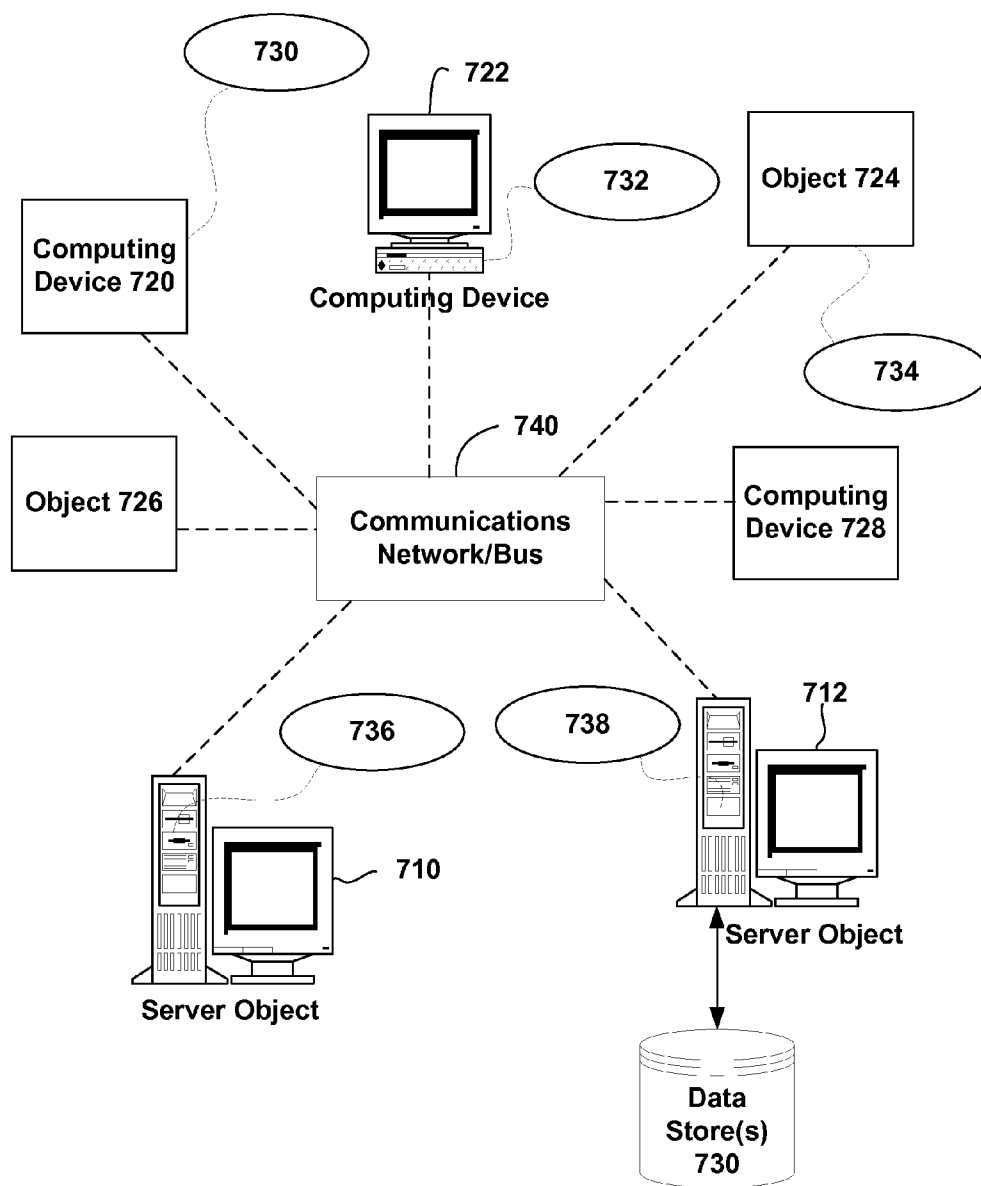 730
722
732
Object 724
Computing
Device 720
Computing Device
734
740
Object 726
Communications
Network/Bus
Computing
Device 728
736
738
712
710
Server Object
Server Object
Data
Store(s)
730